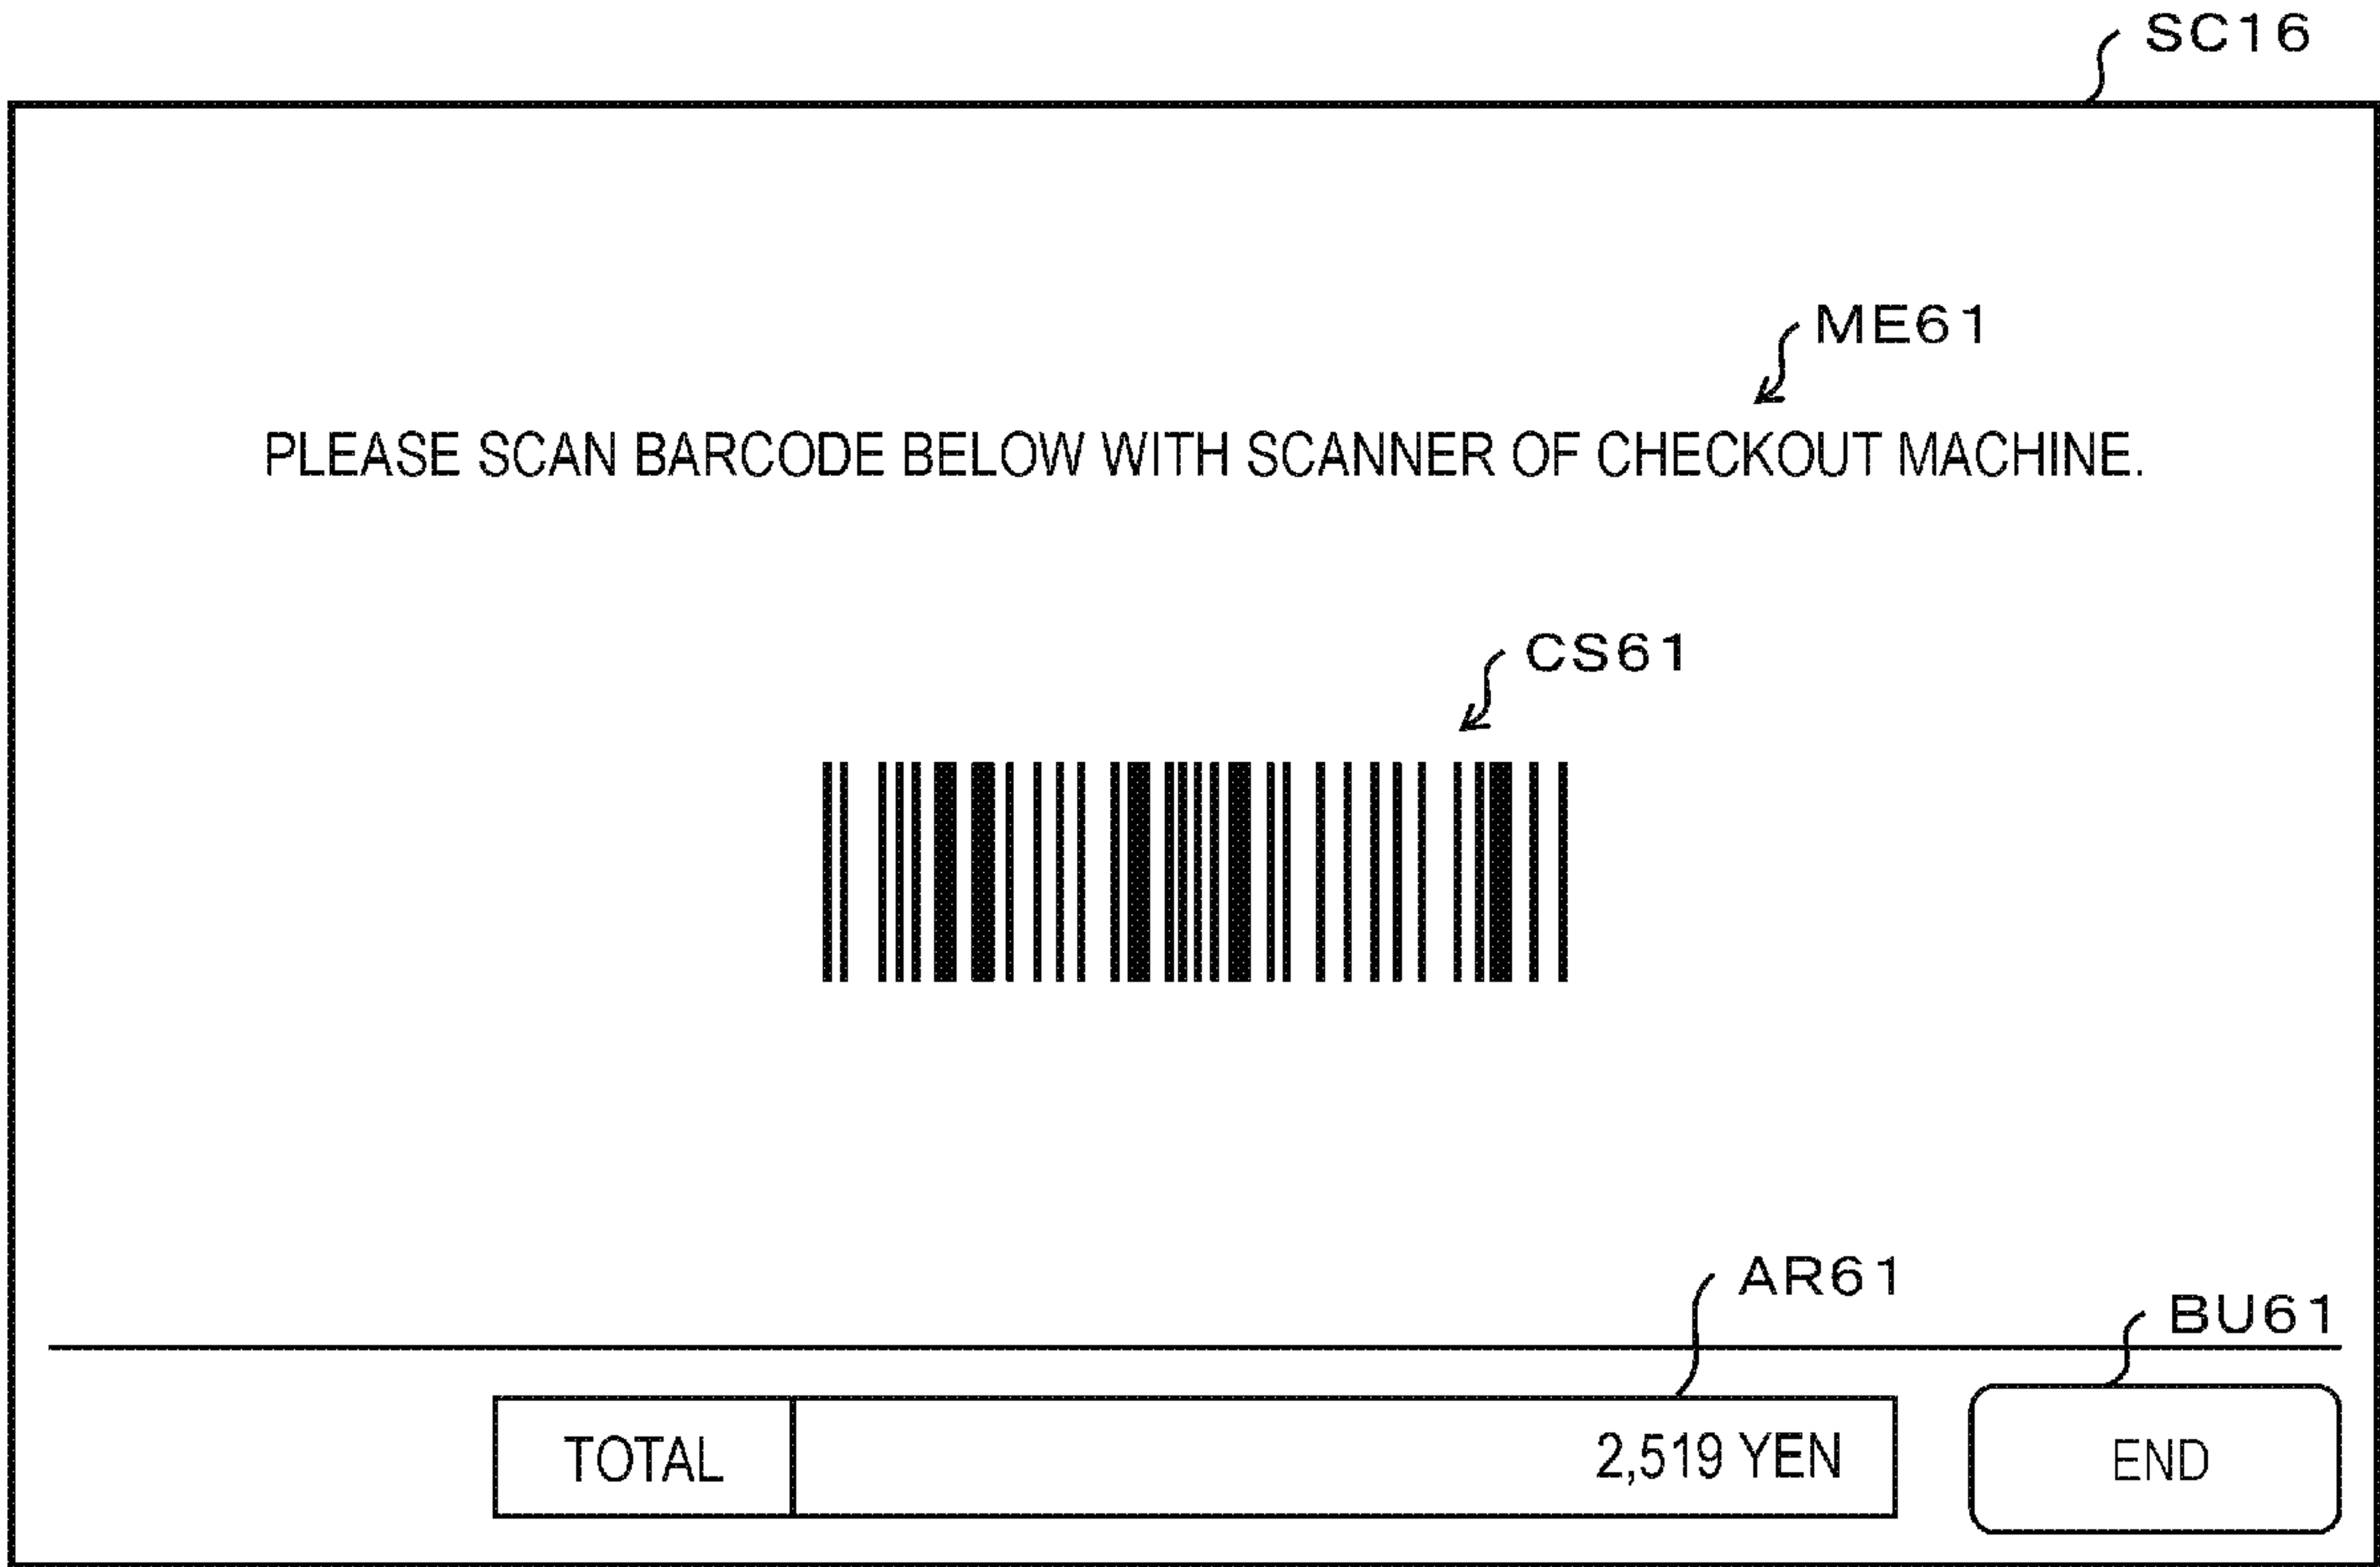 SC16
ME61
PLEASE SCAN BARCODE BELOW WITH SCANNER OF CHECKOUT MACHINE.
CS61
AR61
BU61
TOTAL 2,519 YEN END